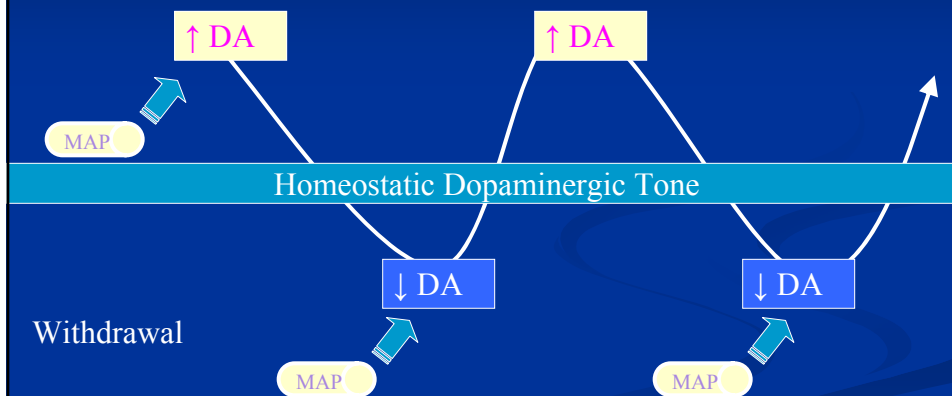 ↑ DA
↑ DA
MAP
Homeostatic Dopaminergic Tone
↓ DA
↓ DA
Withdrawal
MAP
MAP